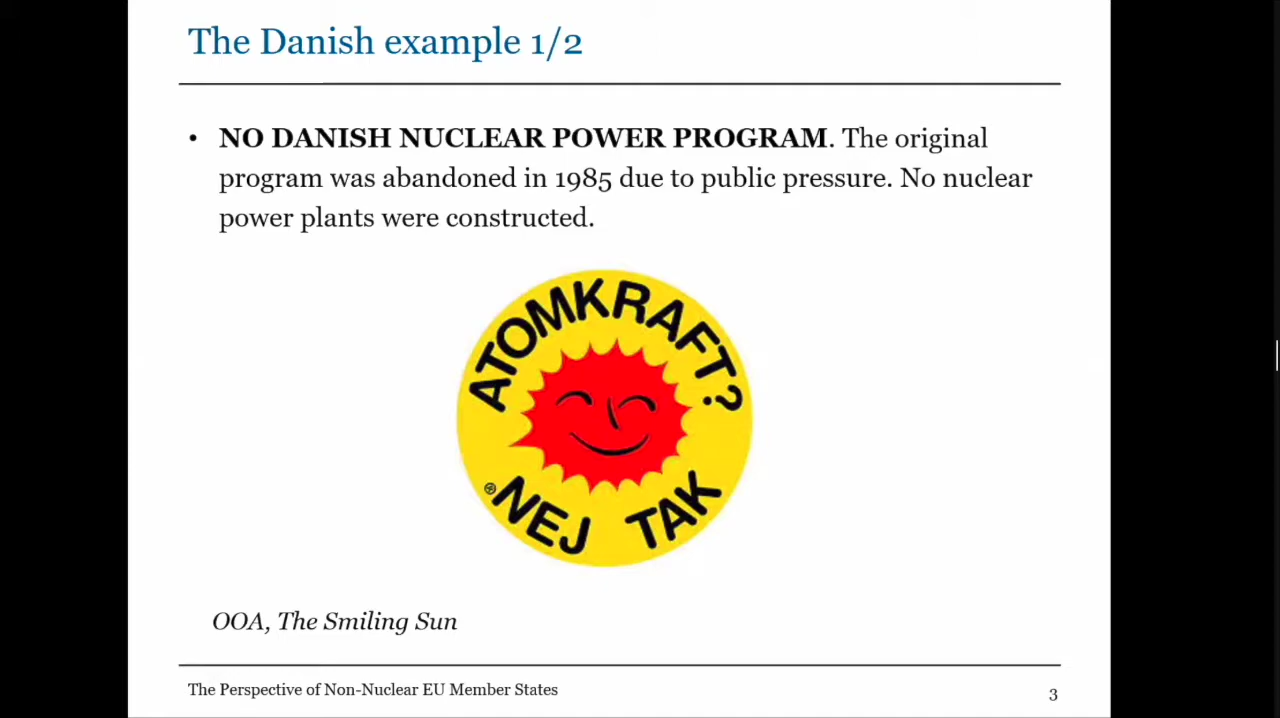 The Danish example 1/2
• NO DANISH NUCLEAR POWER PROGRAM. The original
program was abandoned in 1985 due to public pressure. No nuclear
power plants were constructed.
ATOMKRAFT?
®NEJ TAK
OOA, The Smiling Sun
The Perspective of Non-Nuclear EU Member States
3